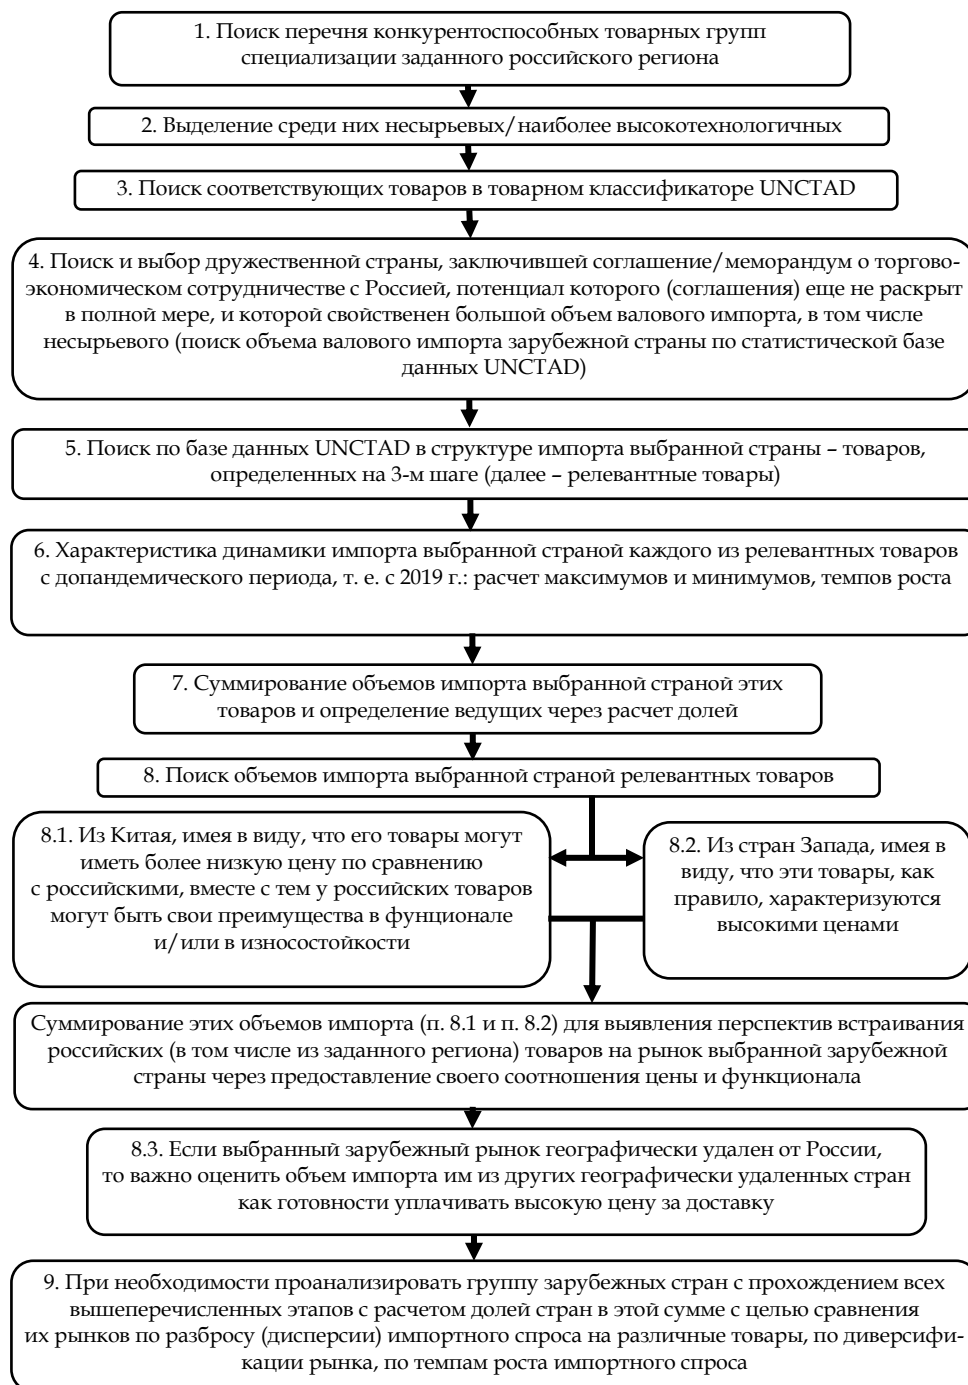 1. Поиск перечня конкурентоспособных товарных групп
специализации заданного российского региона
2. Выделение среди них несырьевых/наиболее высокотехнологичных
3. Поиск соответствующих товаров в товарном классификаторе UNCTAD
4. Поиск и выбор дружественной страны, заключившей соглашение/меморандум о торгово-
экономическом сотрудничестве с Россией, потенциал которого (соглашения) еще не раскрыт
в полной мере, и которой свойственен большой объем валового импорта, в том числе
несырьевого (поиск объема валового импорта зарубежной страны по статистической базе
данных UNCTAD)
5. Поиск по базе данных UNCTAD в структуре импорта выбранной страны – товаров,
определенных на 3-м шаге (далее – релевантные товары)
6. Характеристика динамики импорта выбранной страной каждого из релевантных товаров
с допандемического периода, т. е. с 2019 г.: расчет максимумов и минимумов, темпов роста
7. Суммирование объемов импорта выбранной страной этих
товаров и определение ведущих через расчет долей
8. Поиск объемов импорта выбранной страной релевантных товаров
8.1. Из Китая, имея в виду, что его товары могут
иметь более низкую цену по сравнению
с российскими, вместе с тем у российских товаров
могут быть свои преимущества в фунционале
и/или в износостойкости
8.2. Из стран Запада, имея в
виду, что эти товары, как
правило, характеризуются
высокими ценами
Суммирование этих объемов импорта (п. 8.1 и п. 8.2) для выявления перспектив встраивания
российских (в том числе из заданного региона) товаров на рынок выбранной зарубежной
страны через предоставление своего соотношения цены и функционала
8.3. Если выбранный зарубежный рынок географически удален от России,
то важно оценить объем импорта им из других географически удаленных стран
как готовности уплачивать высокую цену за доставку
9. При необходимости проанализировать группу зарубежных стран с прохождением всех
вышеперечисленных этапов с расчетом долей стран в этой сумме с целью сравнения
их рынков по разбросу (дисперсии) импортного спроса на различные товары, по диверсифи-
кации рынка, по темпам роста импортного спроса